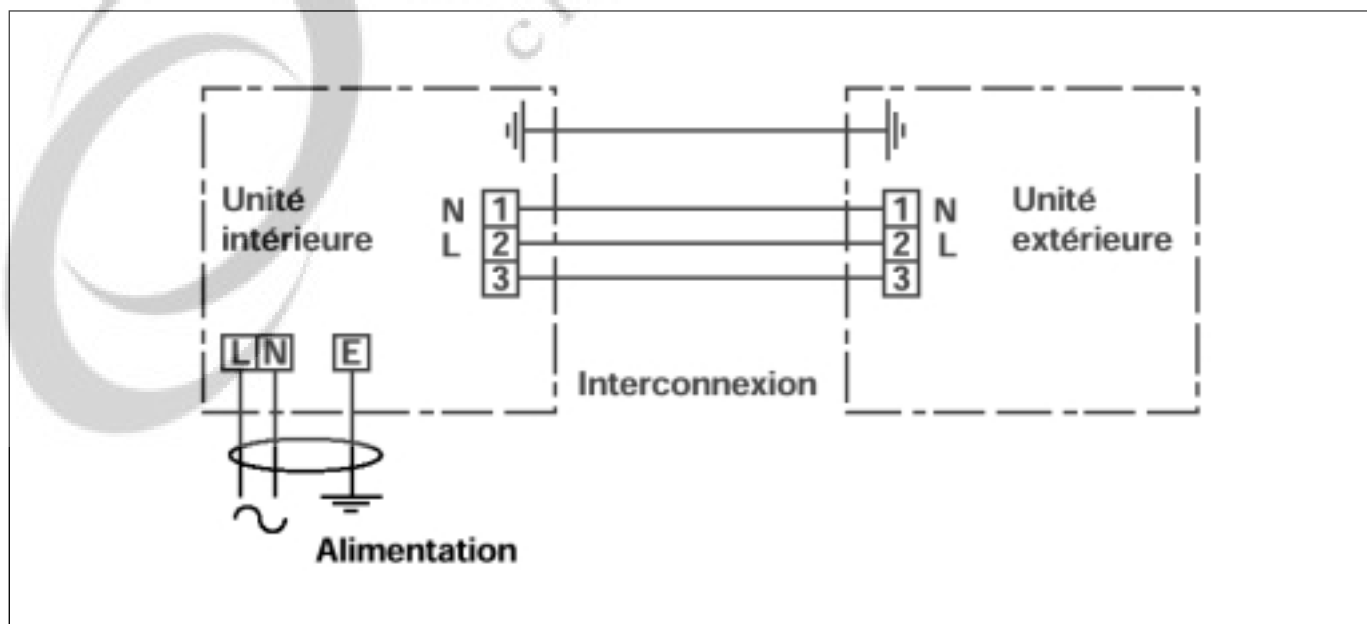 Unité
intérieure
N 1
L 2
3
1 N
2 L
3
Unité
extérieure
L N E
Interconnexion
Alimentation